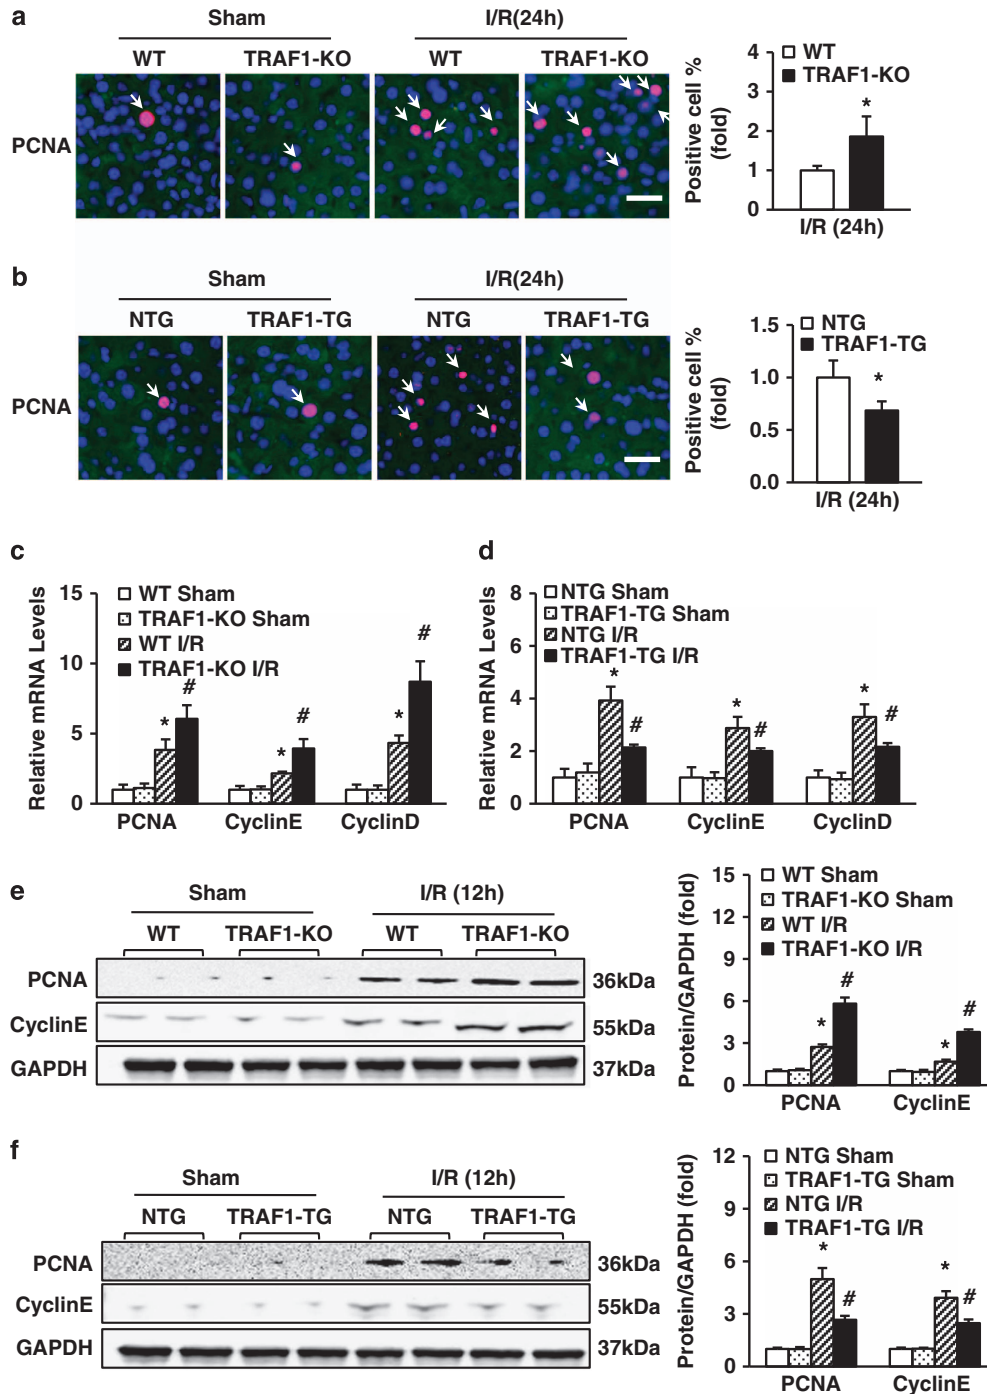 a
Sham
I/R(24h)
WT
TRAF1-KO
WT
TRAF1-KO
PCNA
Positive cell %
(fold)
4
3
2
1
0
WT
TRAF1-KO
*
I/R (24h)
b
Sham
I/R(24h)
NTG
TRAF1-TG
NTG
TRAF1-TG
PCNA
Positive cell %
(fold)
1.5
1.0
0.5
0.0
NTG
TRAF1-TG
*
I/R (24h)
c
Relative mRNA Levels
15
10
5
0
WT Sham
TRAF1-KO Sham
WT I/R
TRAF1-KO I/R
* # * # * #
PCNA
CyclinE
CyclinD
d
Relative mRNA Levels
8
6
4
2
0
NTG Sham
TRAF1-TG Sham
NTG I/R
TRAF1-TG I/R
* # * # * #
PCNA
CyclinE
CyclinD
e
Sham
I/R (12h)
WT
TRAF1-KO
WT
TRAF1-KO
PCNA
36kDa
CyclinE
55kDa
GAPDH
37kDa
Protein/GAPDH (fold)
15
12
9
6
3
0
WT Sham
TRAF1-KO Sham
WT I/R
TRAF1-KO I/R
* # * #
PCNA
CyclinE
f
Sham
I/R (12h)
NTG
TRAF1-TG
NTG
TRAF1-TG
PCNA
36kDa
CyclinE
55kDa
GAPDH
37kDa
Protein/GAPDH (fold)
12
9
6
3
0
NTG Sham
TRAF1-TG Sham
NTG I/R
TRAF1-TG I/R
* # * #
PCNA
CyclinE